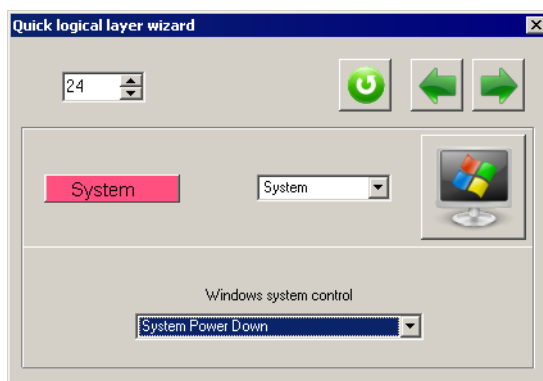 Quick logical layer wizard
24
System
System
Windows system control
System Power Down